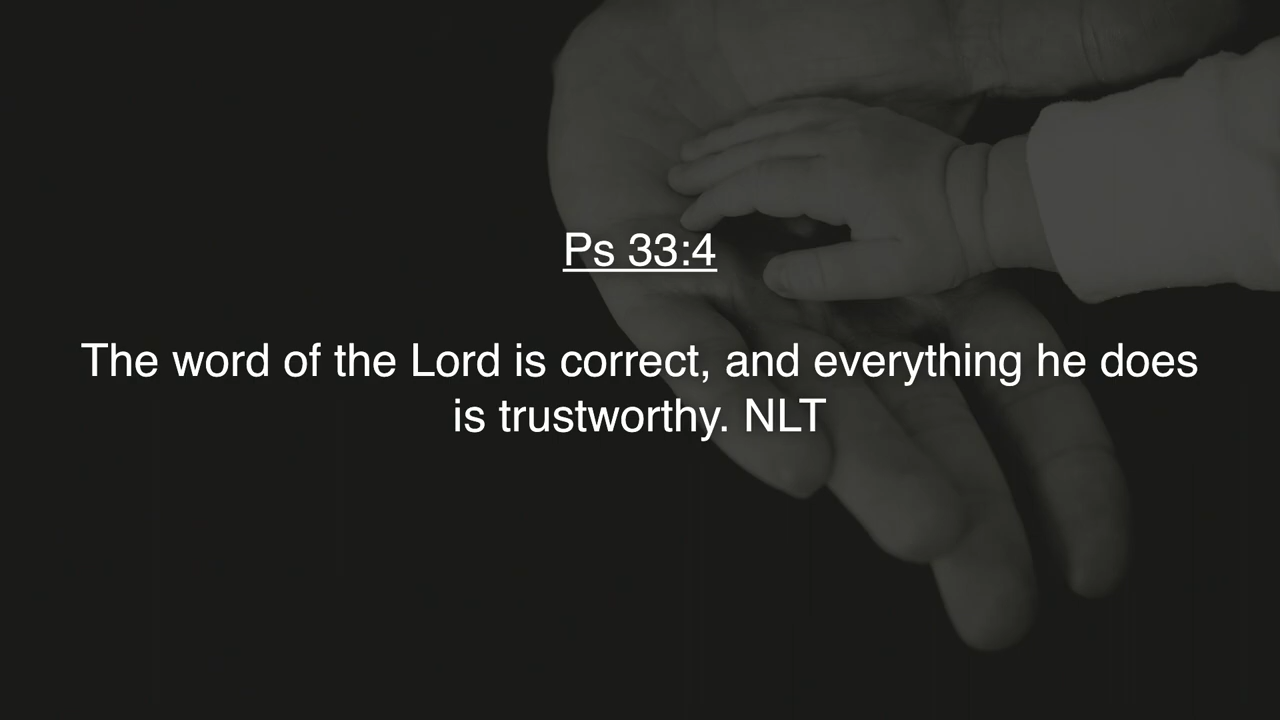 Ps 33:4
The word of the Lord is correct, and everything he does
is trustworthy. NLT